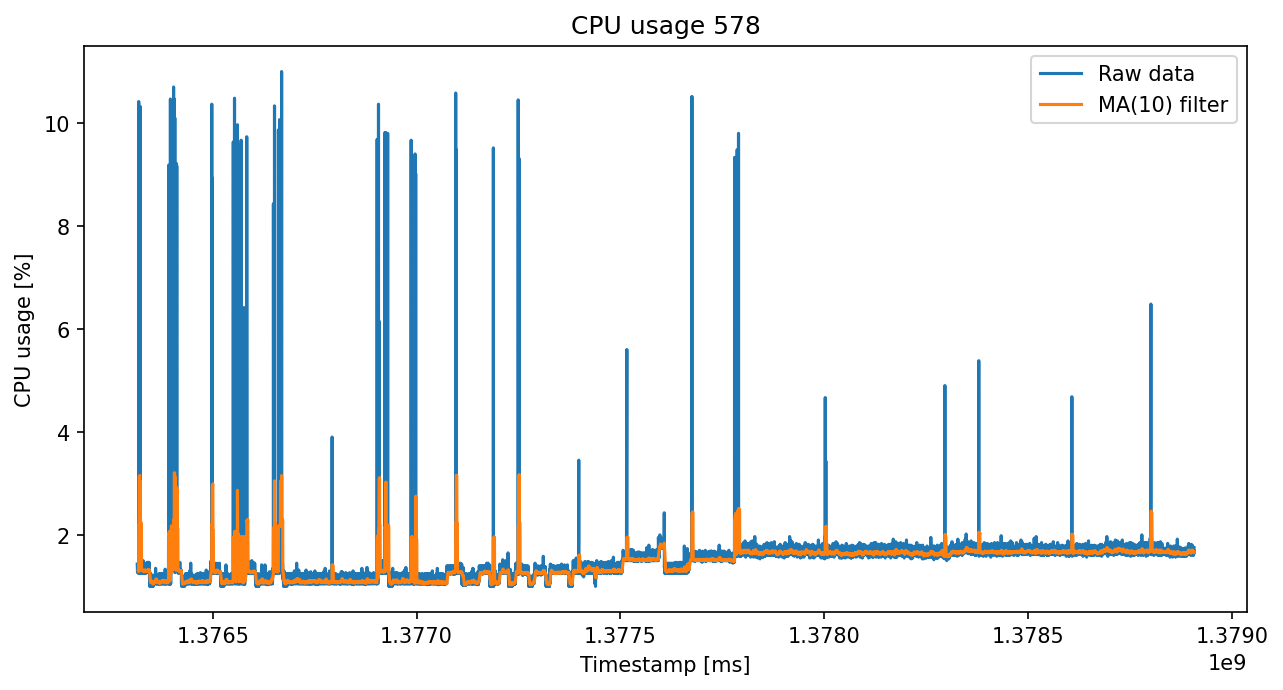 CPU usage 578
Raw data
MA(10) filter
CPU usage [%]
10
8
6
4
2
1.3765
1.3770
1.3775
1.3780
1.3785
1.3790
1e9
Timestamp [ms]